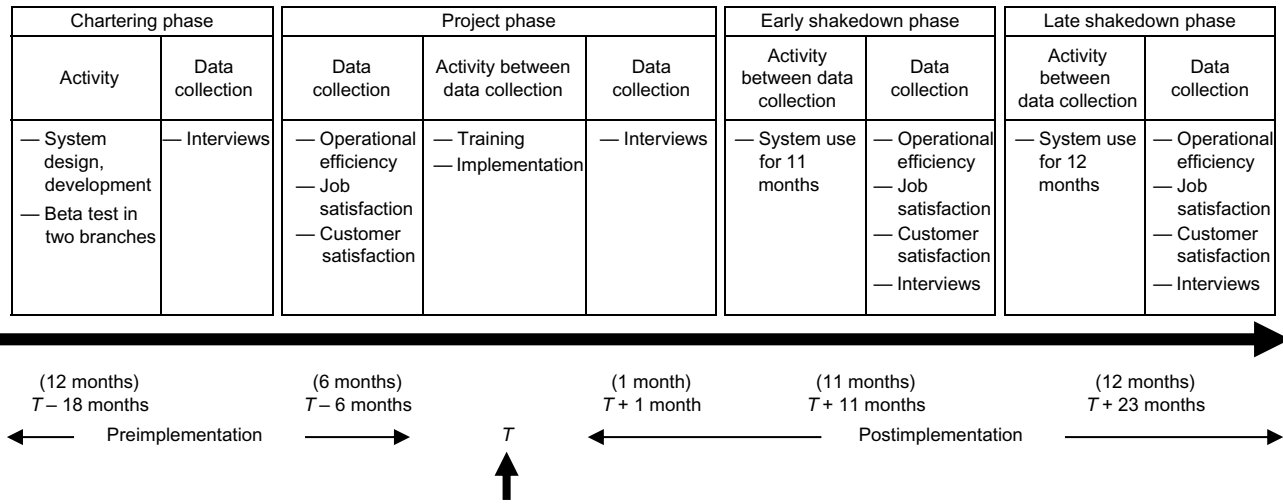 Chartering phase
Project phase
Early shakedown phase
Late shakedown phase
Activity
Data
collection
Data
collection
Activity between
data collection
Data
collection
Activity
between data
collection
Data
collection
Activity
between
data collection
Data
collection
— System
design,
development
— Beta test in
two branches
— Interviews
— Operational
efficiency
— Job
satisfaction
— Customer
satisfaction
— Training
— Implementation
— Interviews
— System use
for 11
months
— Operational
efficiency
— Job
satisfaction
— Customer
satisfaction
— Interviews
— System use
for 12
months
— Operational
efficiency
— Job
satisfaction
— Customer
satisfaction
— Interviews
(12 months)
T – 18 months
(6 months)
T – 6 months
(1 month)
T + 1 month
(11 months)
T + 11 months
(12 months)
T + 23 months
Preimplementation
T
Postimplementation